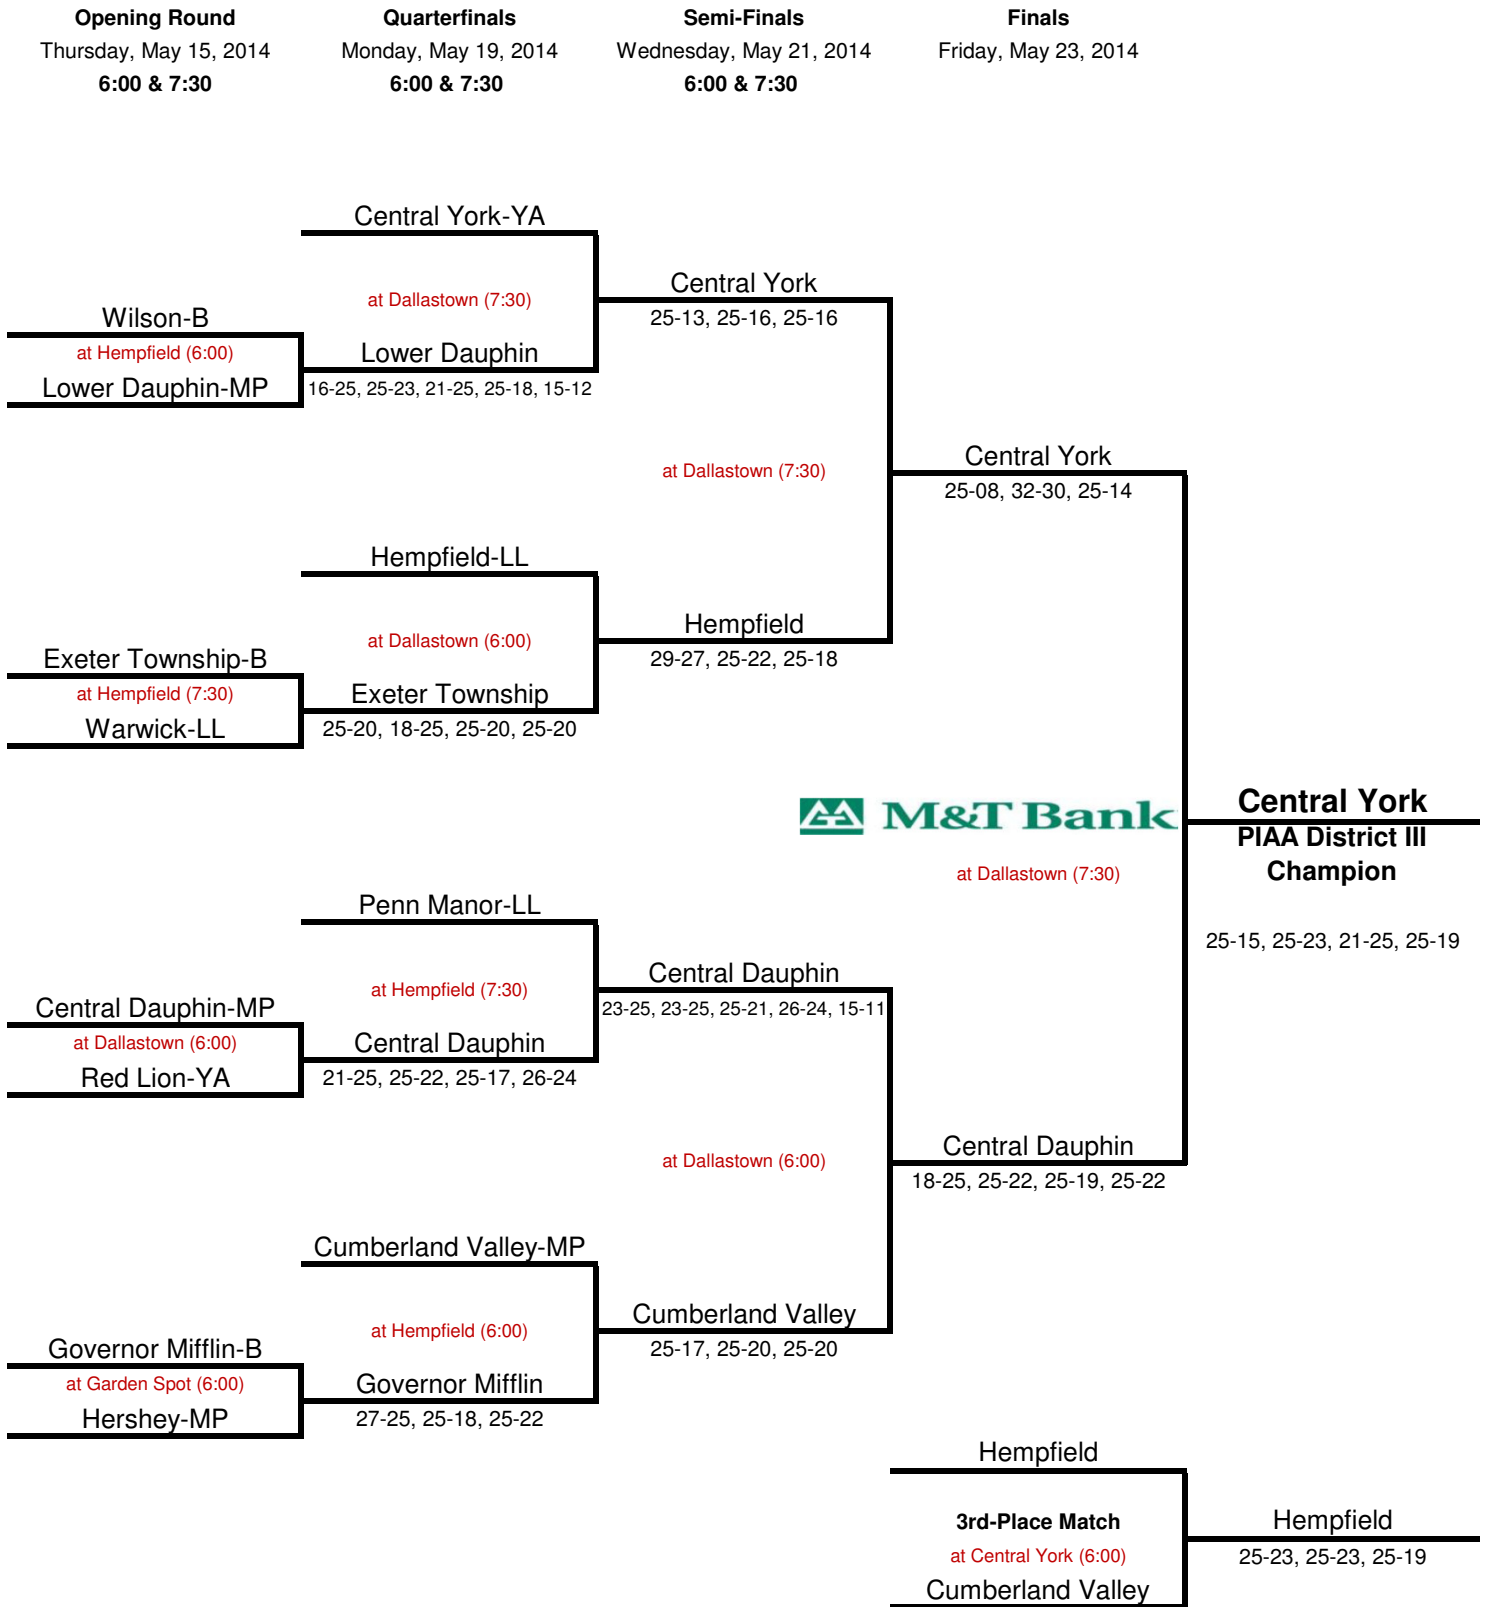 Opening Round
Thursday, May 15, 2014
6:00 & 7:30
Quarterfinals
Monday, May 19, 2014
6:00 & 7:30
Semi-Finals
Wednesday, May 21, 2014
6:00 & 7:30
Finals
Friday, May 23, 2014
Central York-YA
at Dallastown (7:30)
Central York
25-13, 25-16, 25-16
Wilson-B
at Hempfield (6:00)
Lower Dauphin-MP
Lower Dauphin
16-25, 25-23, 21-25, 25-18, 15-12
at Dallastown (7:30)
Central York
25-08, 32-30, 25-14
Hempfield-LL
at Dallastown (6:00)
Hempfield
29-27, 25-22, 25-18
Exeter Township-B
at Hempfield (7:30)
Warwick-LL
Exeter Township
25-20, 18-25, 25-20, 25-20
M&T Bank
at Dallastown (7:30)
Central York
PIAA District III
Champion
25-15, 25-23, 21-25, 25-19
Penn Manor-LL
at Hempfield (7:30)
Central Dauphin
23-25, 23-25, 25-21, 26-24, 15-11
Central Dauphin-MP
at Dallastown (6:00)
Red Lion-YA
Central Dauphin
21-25, 25-22, 25-17, 26-24
at Dallastown (6:00)
Central Dauphin
18-25, 25-22, 25-19, 25-22
Cumberland Valley-MP
at Hempfield (6:00)
Cumberland Valley
25-17, 25-20, 25-20
Governor Mifflin-B
at Garden Spot (6:00)
Hershey-MP
Governor Mifflin
27-25, 25-18, 25-22
Hempfield
3rd-Place Match
at Central York (6:00)
Cumberland Valley
Hempfield
25-23, 25-23, 25-19